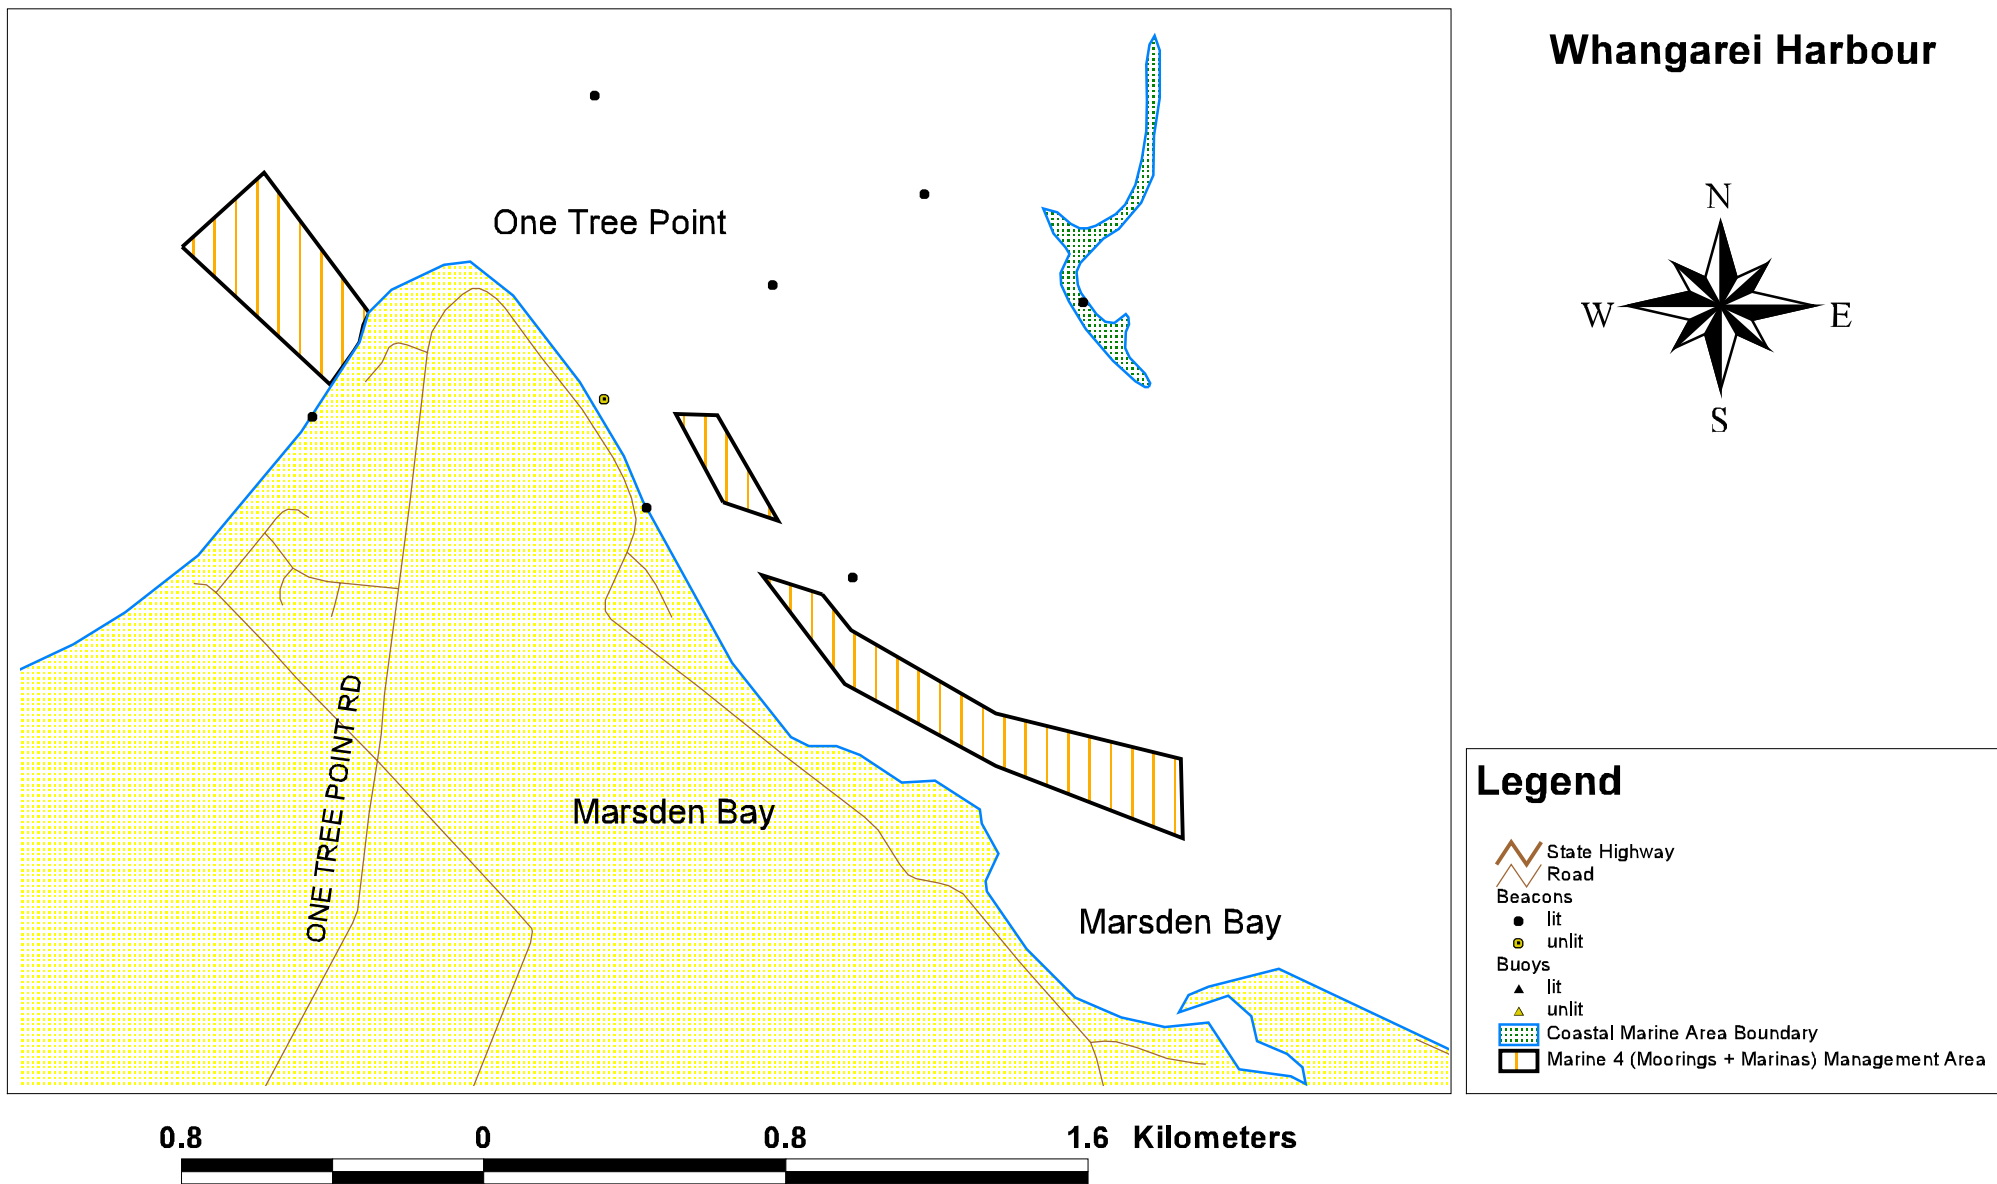 Whangarei Harbour
One Tree Point
N
W
E
S
ONE TREE POINT RD
Marsden Bay
Marsden Bay
Legend
State Highway
Road
Beacons
lit
unlit
Buoys
lit
unlit
Coastal Marine Area Boundary
Marine 4 (Moorings + Marinas) Management Area
0.8 0 0.8 1.6 Kilometers